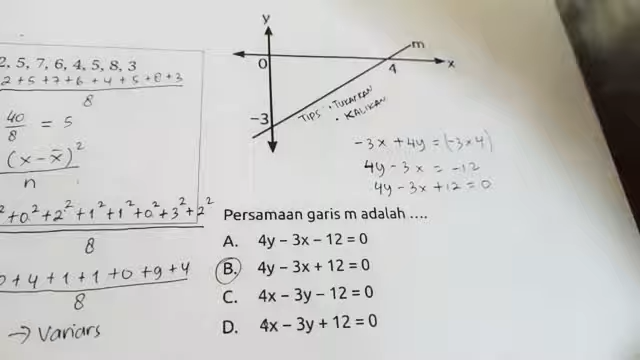 2, 5, 7, 6, 4, 5, 8, 3
2+5+7+6+4+5+8+3
8
40
8
= 5
(x-x̄)²
n
²+0²+2²+1²+1²+0²+3²+2²
8
0+4+1+1+0+9+4
8
→ Varians
y
m
0
4
x
-3
TIPS : • TUKARKAN
• KALIKAN
-3x + 4y = (-3x4)
4y - 3x = -12
4y - 3x + 12 = 0
Persamaan garis m adalah ....
A. 4y – 3x – 12 = 0
B. 4y – 3x + 12 = 0
C. 4x – 3y – 12 = 0
D. 4x – 3y + 12 = 0